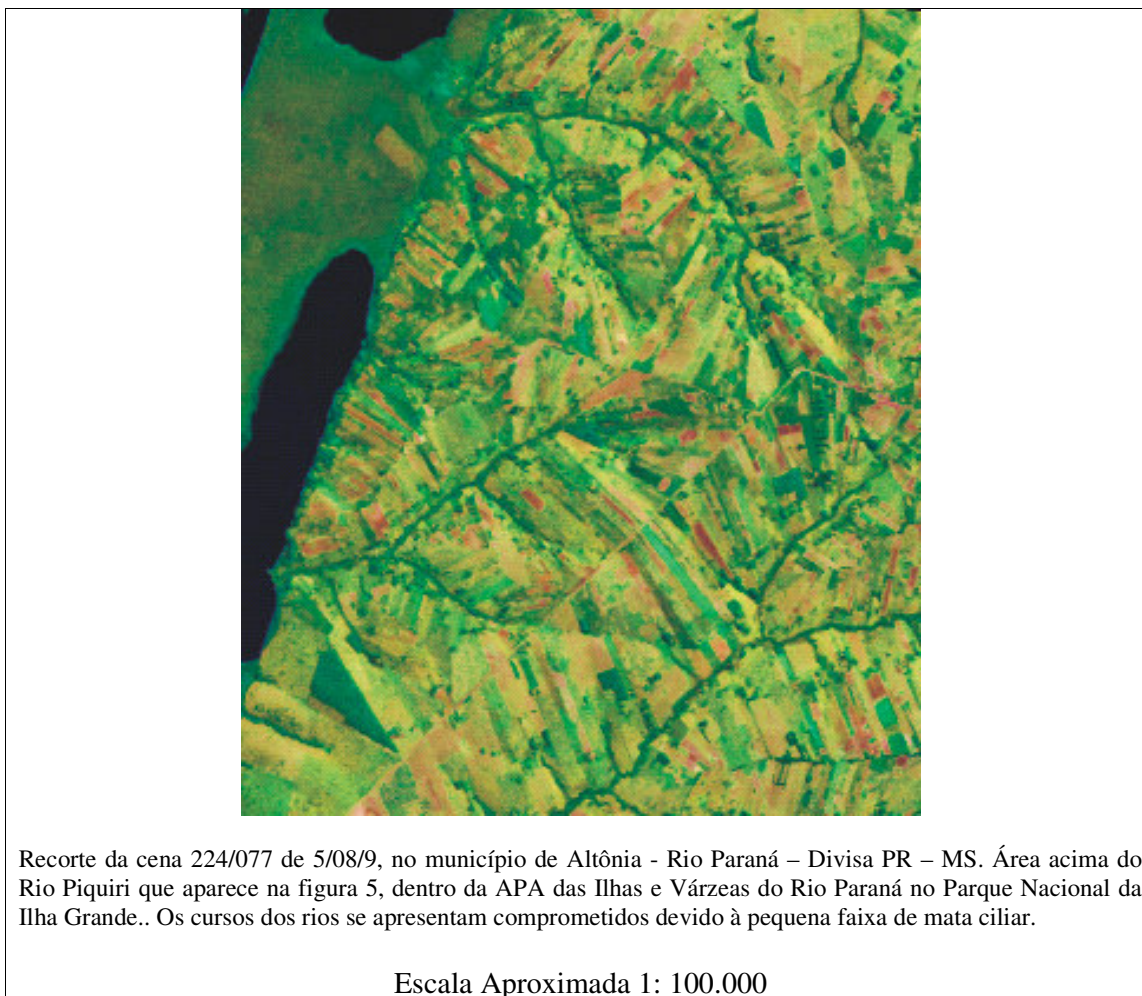 Recorte da cena 224/077 de 5/08/9, no município de Altônia - Rio Paraná – Divisa PR – MS. Área acima do
Rio Piquiri que aparece na figura 5, dentro da APA das Ilhas e Várzeas do Rio Paraná no Parque Nacional da
Ilha Grande.. Os cursos dos rios se apresentam comprometidos devido à pequena faixa de mata ciliar.
Escala Aproximada 1: 100.000